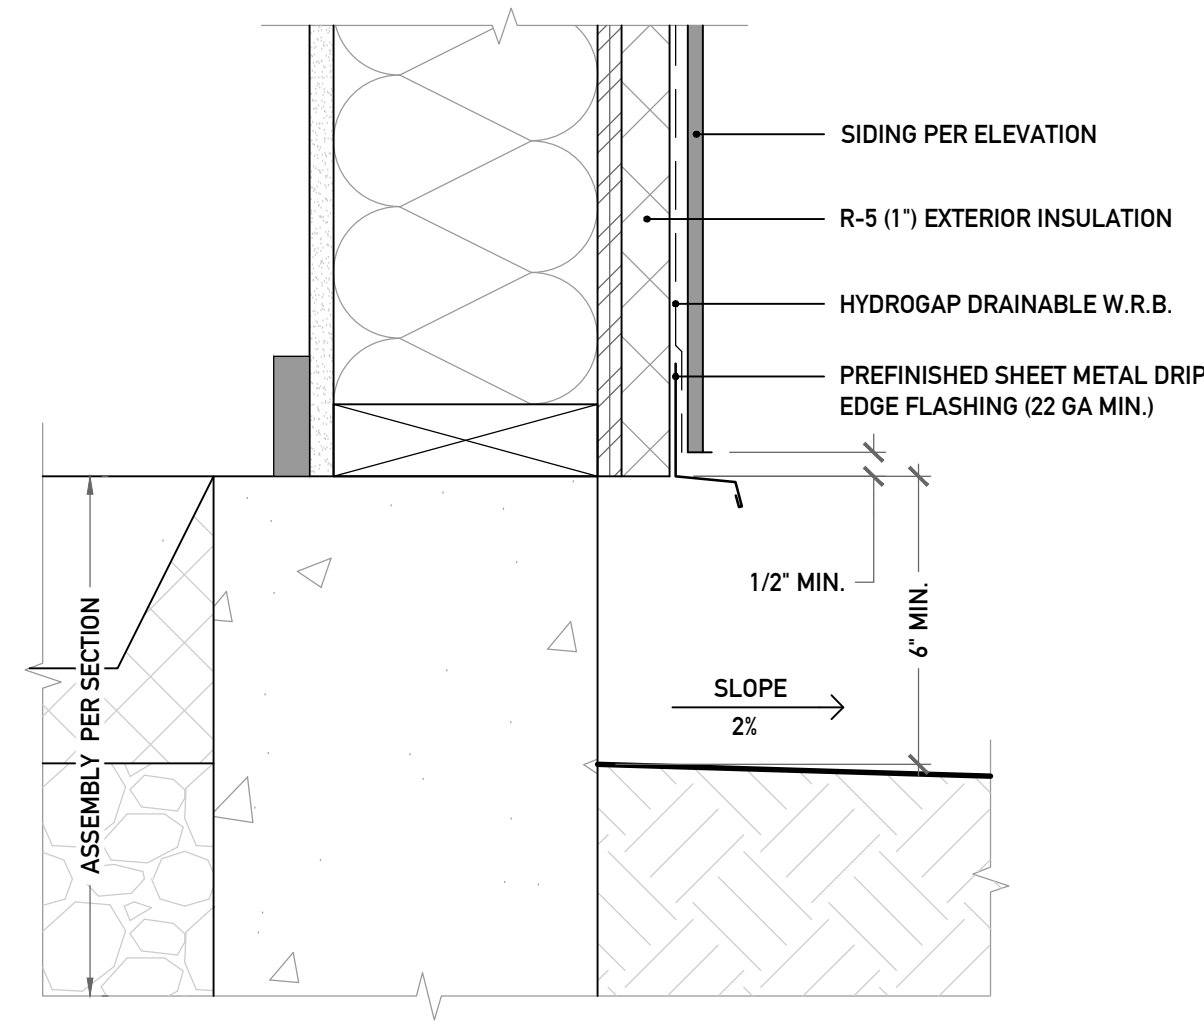 SIDING PER ELEVATION
R-5 (1") EXTERIOR INSULATION
HYDROGAP DRAINABLE W.R.B.
PREFINISHED SHEET METAL DRIP
EDGE FLASHING (22 GA MIN.)
1/2" MIN.
6" MIN.
SLOPE
2%
ASSEMBLY PER SECTION